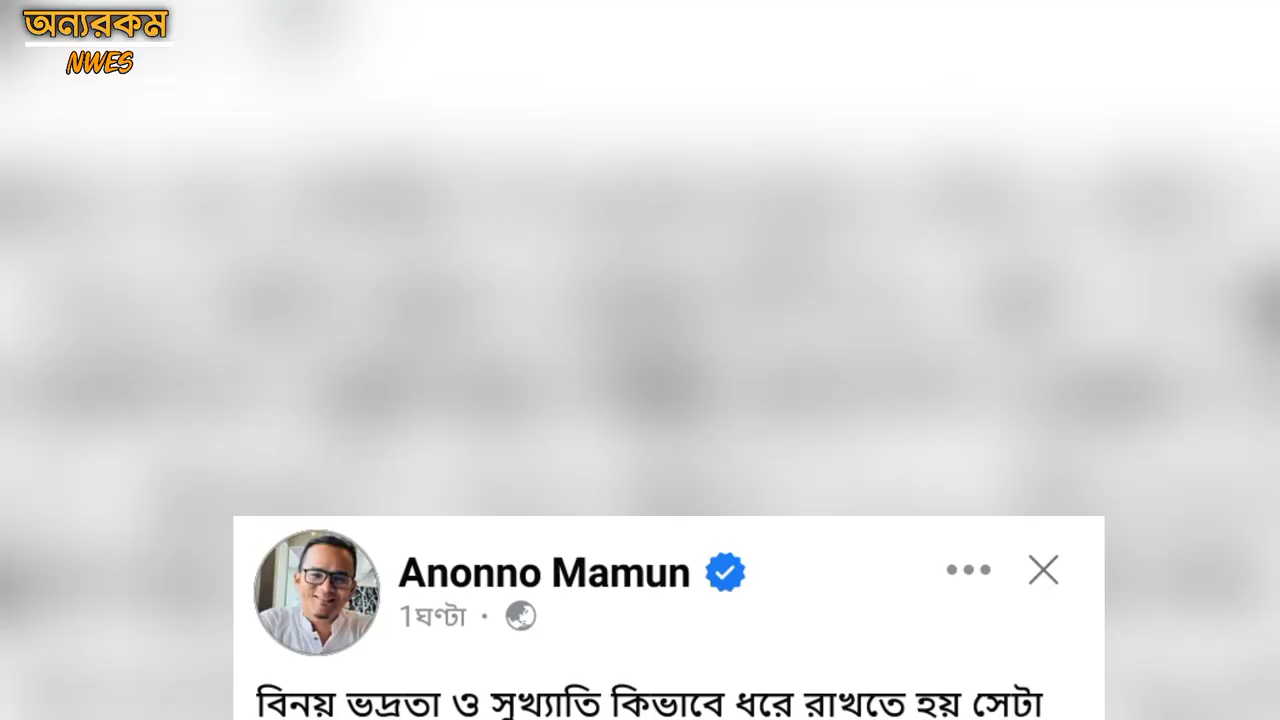 অন্যরকম
NWES
Anonno Mamun
1ঘণ্টা ·
বিনয় ভদ্রতা ও সুখ্যাতি কিভাবে ধরে রাখতে হয় সেটা